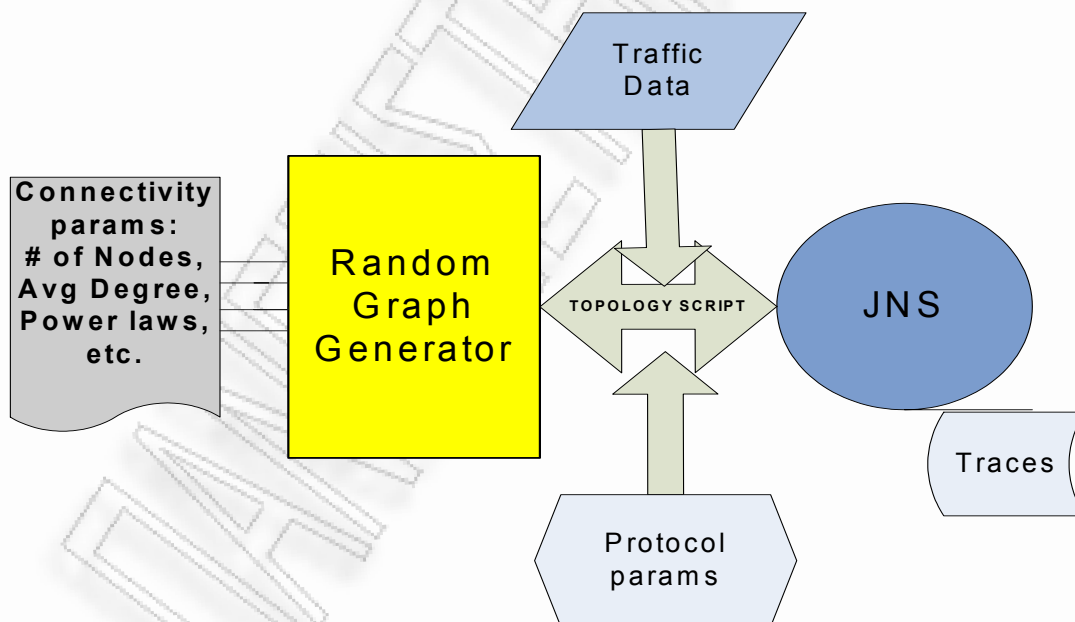 Traffic
Data
Connectivity
params:
# of Nodes,
Avg Degree,
Power laws,
etc.
Random
Graph
Generator
TOPOLOGY SCRIPT
JNS
Traces
Protocol
params